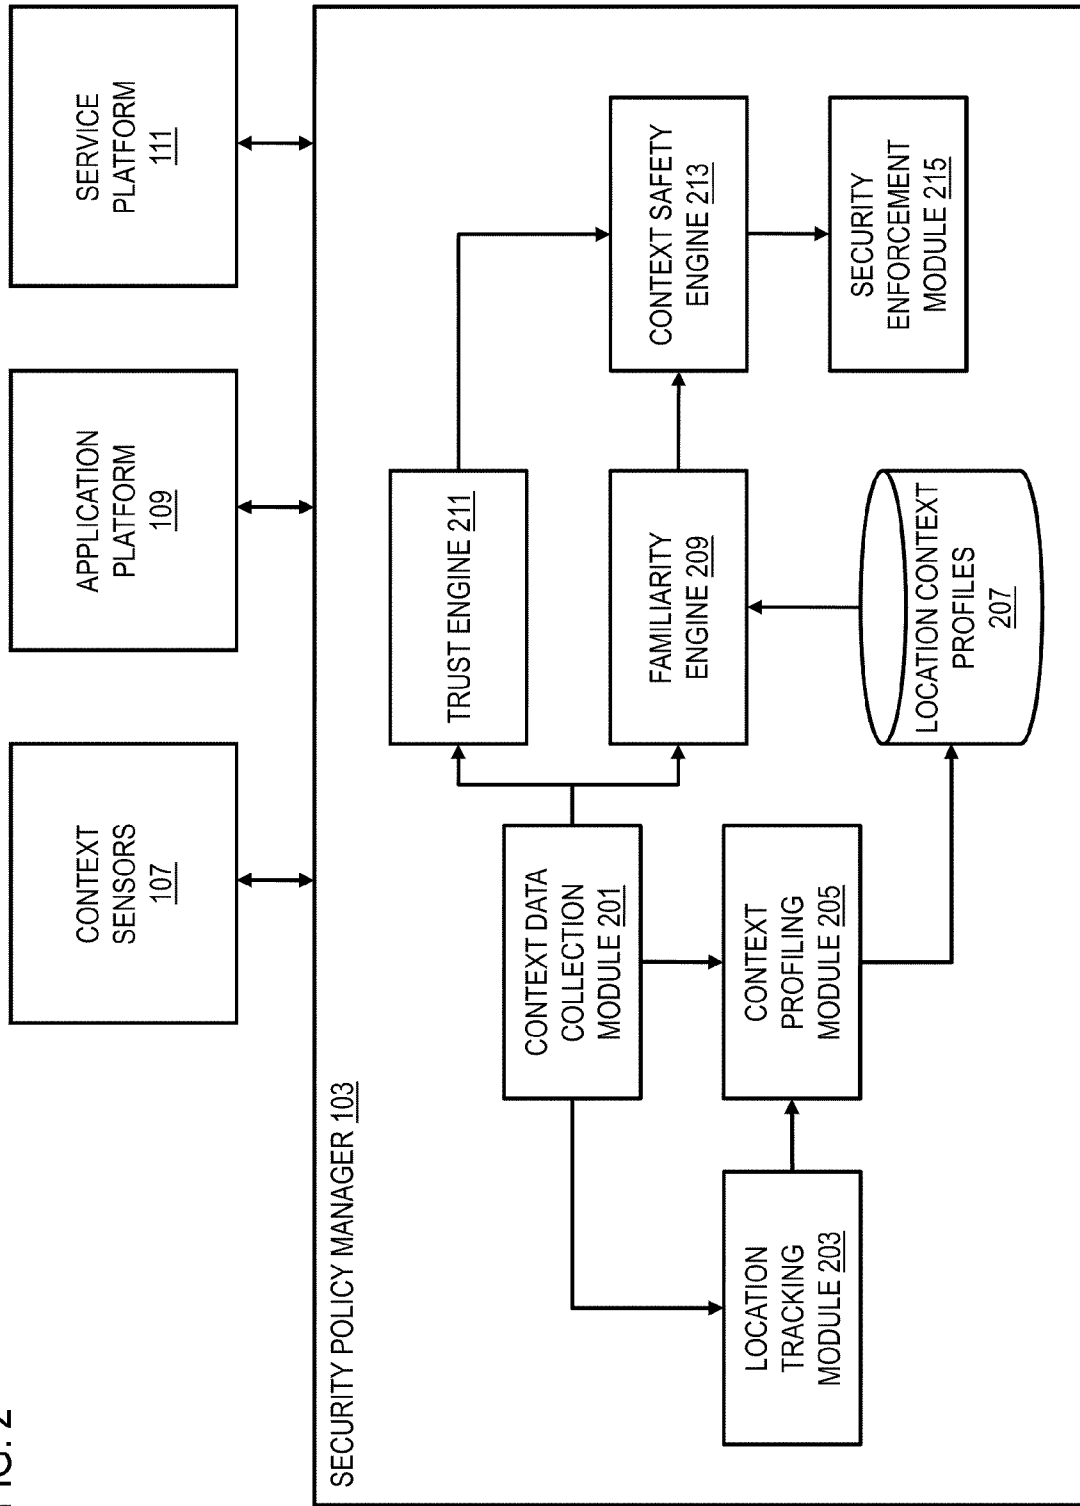 FIG. 2
CONTEXT
SENSORS
107
APPLICATION
PLATFORM
109
SERVICE
PLATFORM
111
SECURITY POLICY MANAGER 103
CONTEXT DATA
COLLECTION
MODULE 201
TRUST ENGINE 211
LOCATION
TRACKING
MODULE 203
CONTEXT
PROFILING
MODULE 205
FAMILIARITY
ENGINE 209
CONTEXT SAFETY
ENGINE 213
LOCATION CONTEXT
PROFILES
207
SECURITY
ENFORCEMENT
MODULE 215